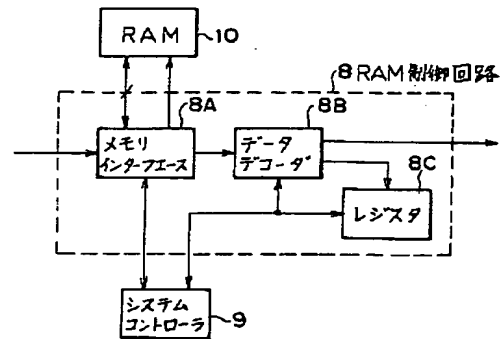 RAM
10
8 RAM制御回路
8A
8B
メモリ
インターフエース
データ
デコーダ
8C
レジスタ
システム
コントローラ
9